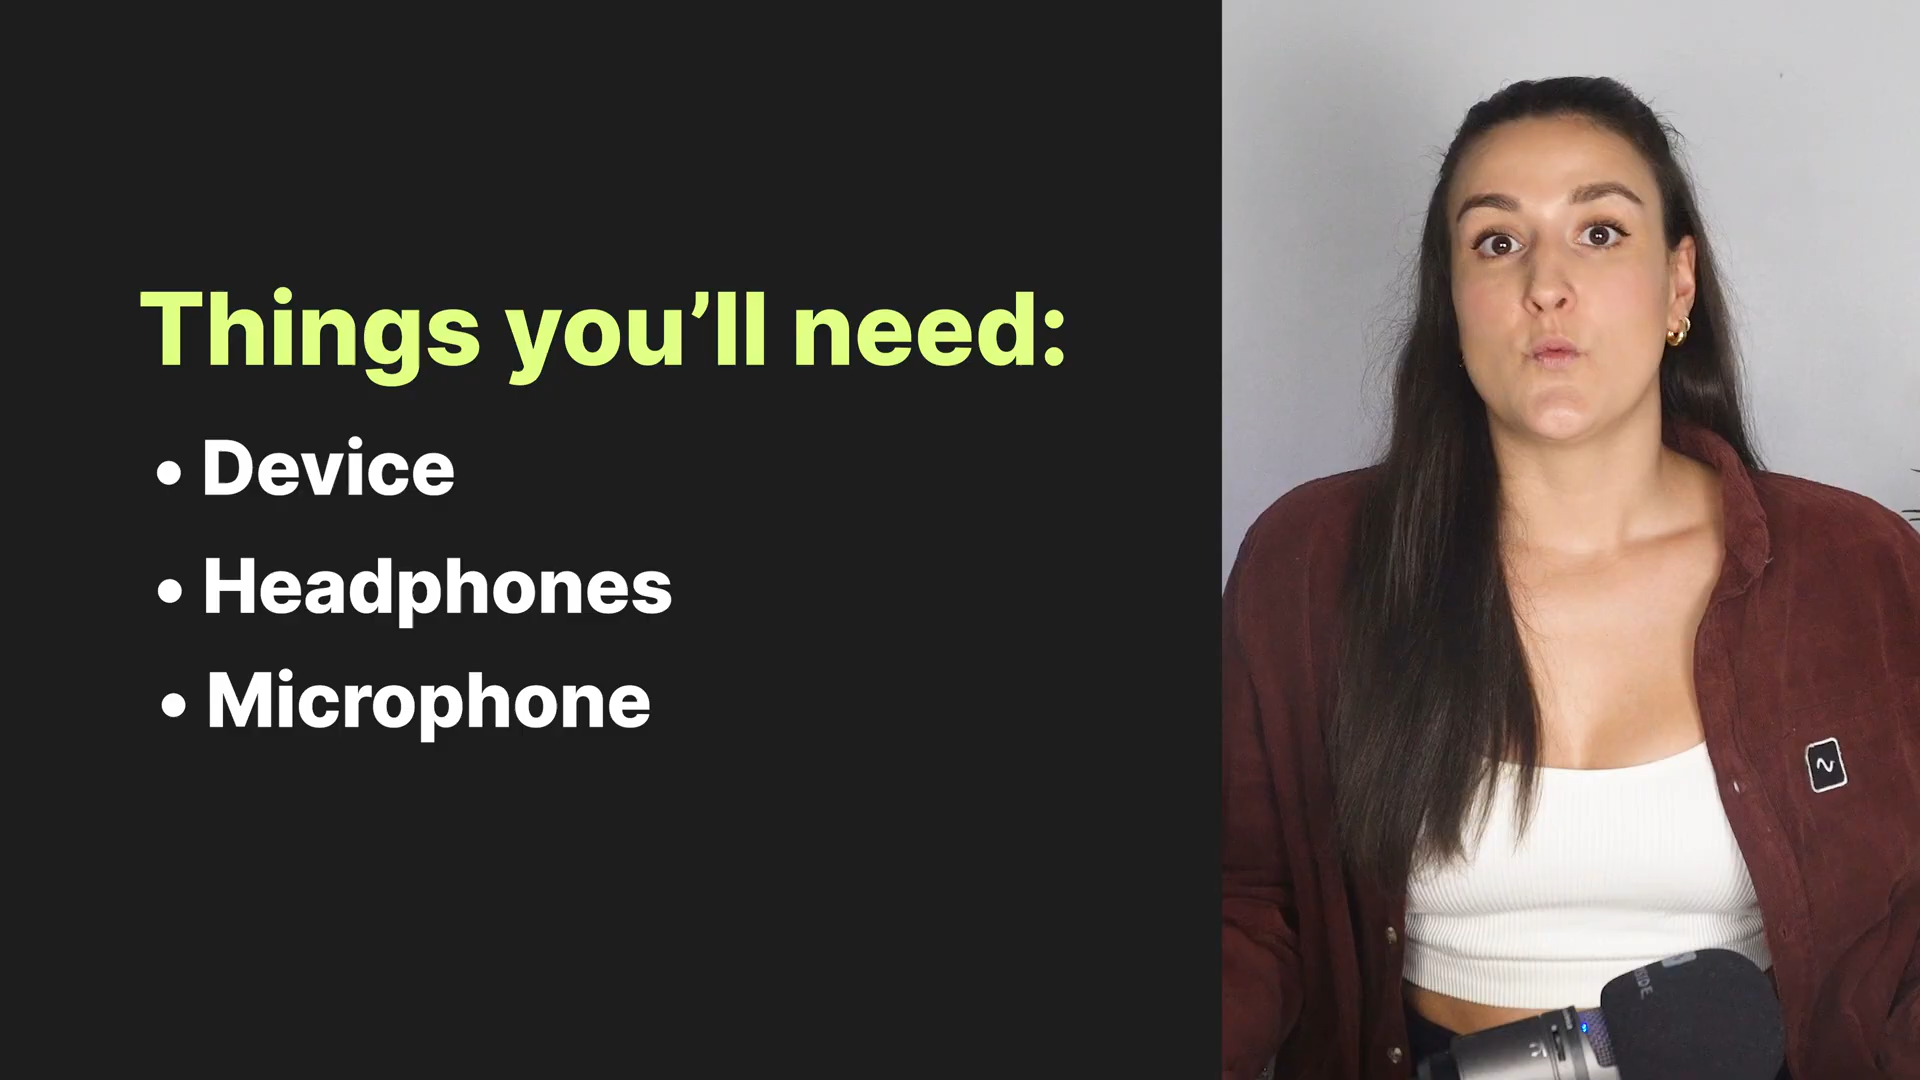 Things you’ll need:
• Device
• Headphones
• Microphone